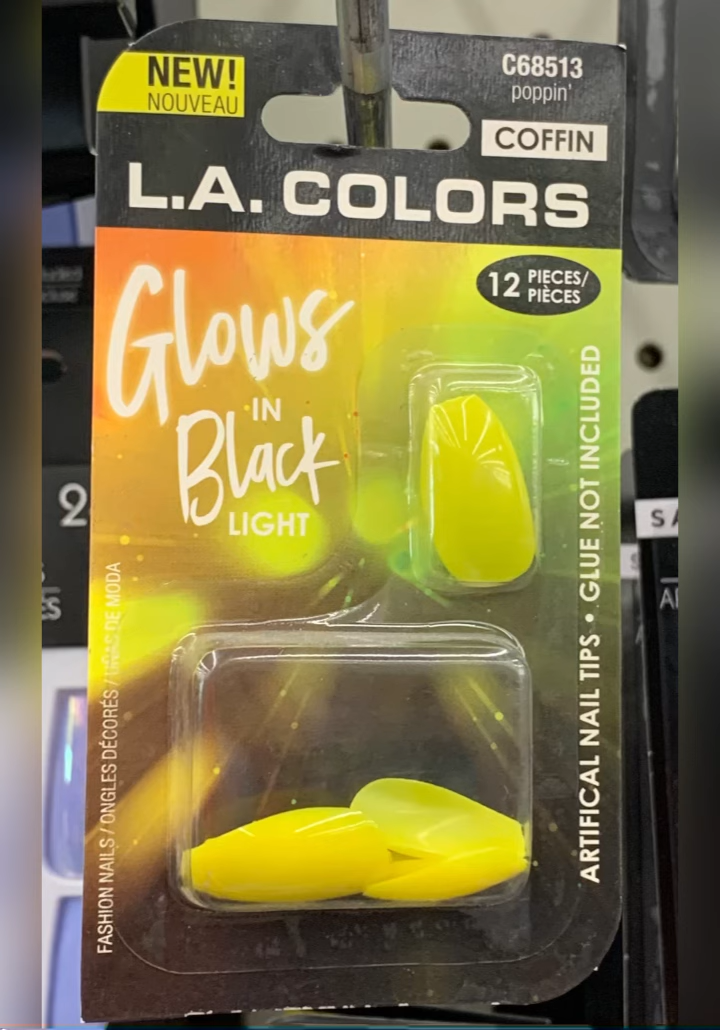 NEW!
NOUVEAU
C68513
poppin'
COFFIN
L.A. COLORS
12 PIECES/
PIÈCES
Glows
IN
Black
LIGHT
ARTIFICAL NAIL TIPS • GLUE NOT INCLUDED
FASHION NAILS / ONGLES DÉCORÉS / UÑAS DE MODA
2
S A